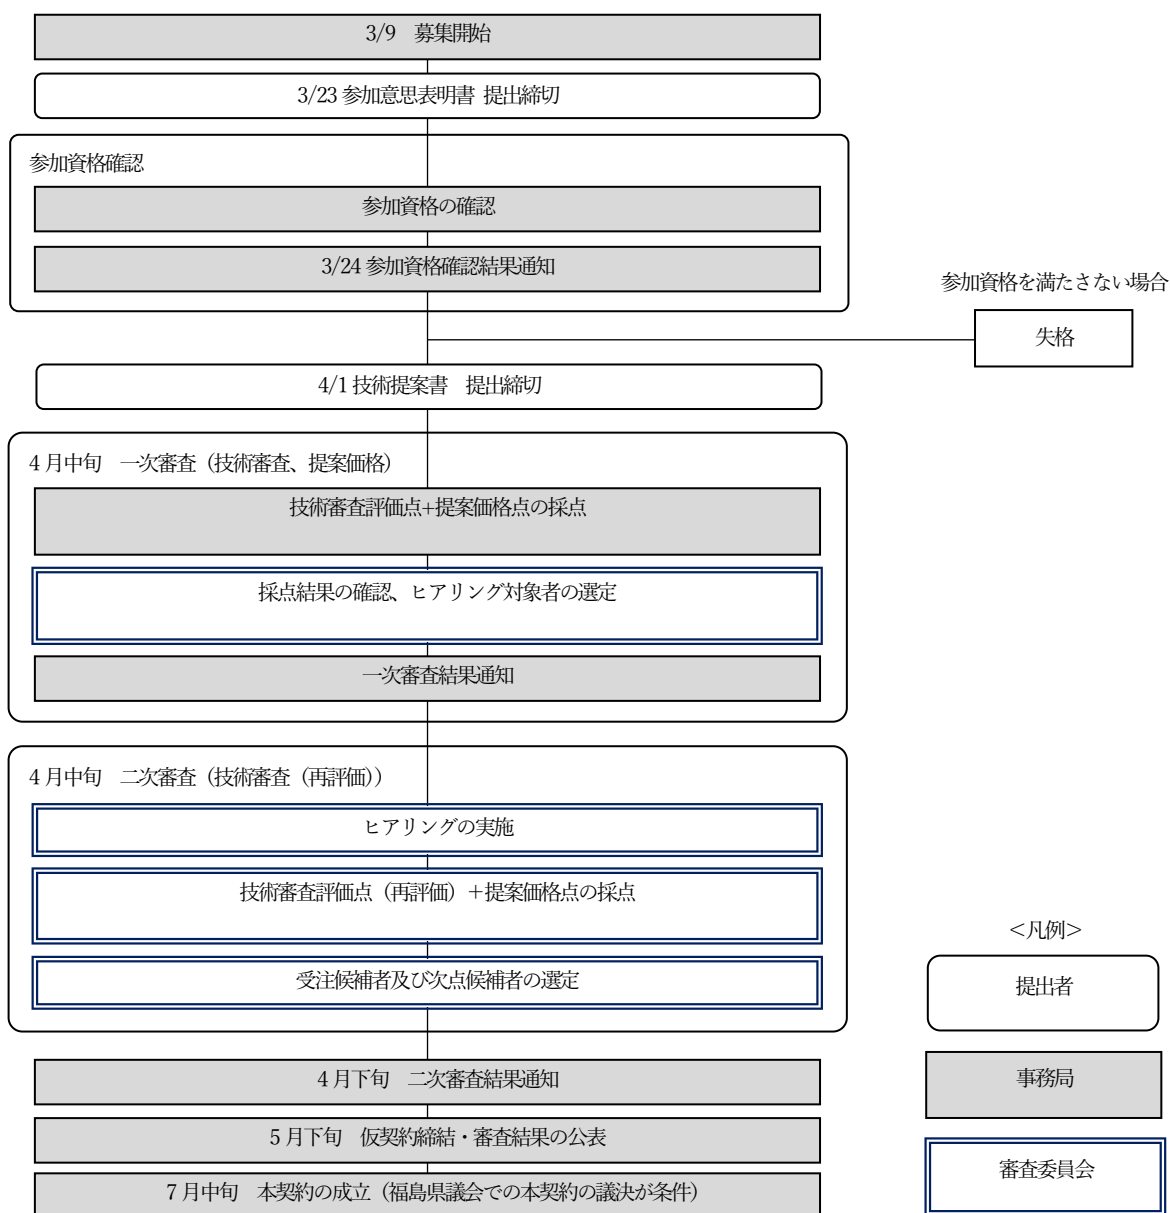 3/9　募集開始
3/23 参加意思表明書 提出締切
参加資格確認
参加資格の確認
3/24 参加資格確認結果通知
参加資格を満たさない場合
失格
4/1 技術提案書　提出締切
4月中旬　一次審査（技術審査、提案価格）
技術審査評価点+提案価格点の採点
採点結果の確認、ヒアリング対象者の選定
一次審査結果通知
4月中旬　二次審査（技術審査（再評価））
ヒアリングの実施
技術審査評価点（再評価）＋提案価格点の採点
受注候補者及び次点候補者の選定
4月下旬　二次審査結果通知
5月下旬　仮契約締結・審査結果の公表
7月中旬　本契約の成立（福島県議会での本契約の議決が条件）
＜凡例＞
提出者
事務局
審査委員会